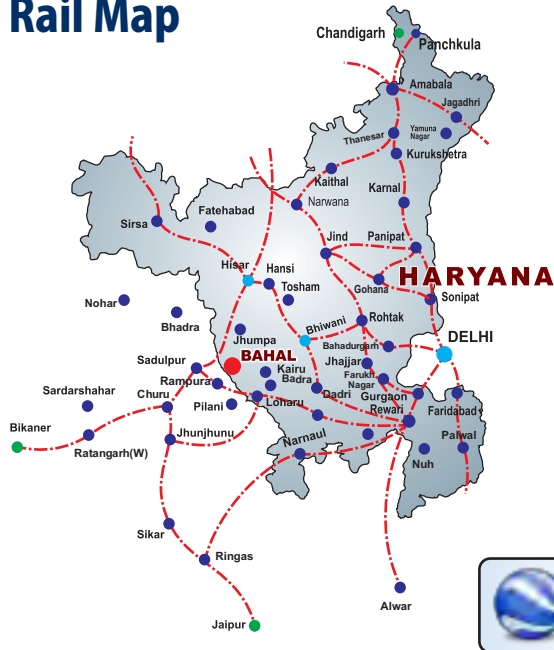 Rail Map
Chandigarh
Panchkula
Amabala
Jagadhri
Thanesar
Yamuna
Nagar
Kurukshetra
Kaithal
Karnal
Narwana
Fatehabad
Sirsa
Jind
Panipat
Hisar
Hansi
HARYANA
Gohana
Tosham
Sonipat
Nohar
Bhadra
Bhiwani
Rohtak
Jhumpa
DELHI
Bahadurgarh
BAHAL
Sadulpur
Jhajjar
Kairu
Farukh
Nagar
Rampura
Badra
Sardarshahar
Churu
Dadri
Gurgaon
Pilani
Loharu
Rewari
Faridabad
Bikaner
Jhunjhunu
Narnaul
Palwal
Ratangarh(W)
Nuh
Sikar
Ringas
Alwar
Jaipur